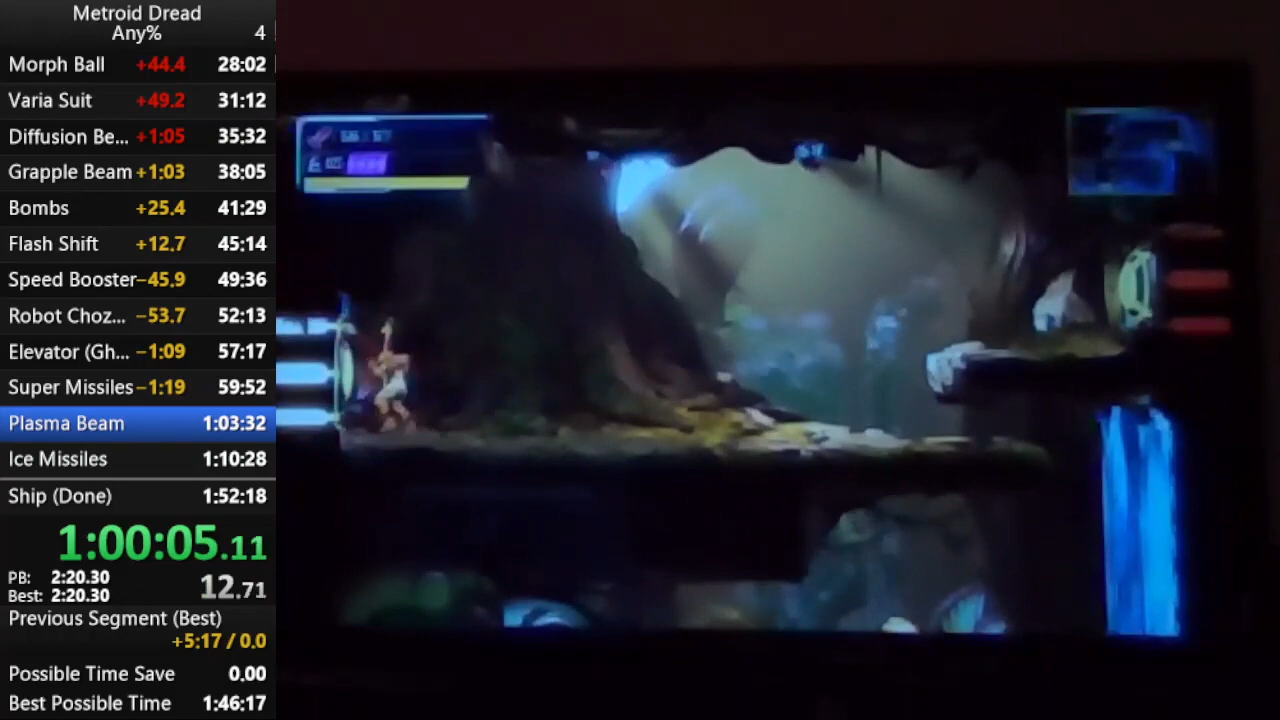 Metroid Dread
Any% 4
Morph Ball +44.4 28:02
Varia Suit +49.2 31:12
Diffusion Be... +1:05 35:32
Grapple Beam +1:03 38:05
Bombs +25.4 41:29
Flash Shift +12.7 45:14
Speed Booster −45.9 49:36
Robot Choz... −53.7 52:13
Elevator (Gh... −1:09 57:17
Super Missiles −1:19 59:52
Plasma Beam 1:03:32
Ice Missiles 1:10:28
Ship (Done) 1:52:18
1:00:05.11
PB: 2:20.30
Best: 2:20.30 12.71
Previous Segment (Best)
+5:17 / 0.0
Possible Time Save 0.00
Best Possible Time 1:46:17